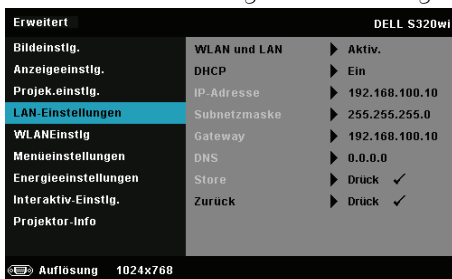 Erweitert DELL S320wi
Bildeinstlg. WLAN und LAN Aktiv.
Anzeigeeinstlg. DHCP Ein
Projek.einstlg. IP-Adresse 192.168.100.10
LAN-Einstellungen Subnetzmaske 255.255.255.0
WLANEinstlg Gateway 192.168.100.10
Menüeinstellungen DNS 0.0.0.0
Energieeinstellungen Store Drück ✓
Interaktiv-Einstlg. Zurück Drück ✓
Projektor-Info
Auflösung 1024x768